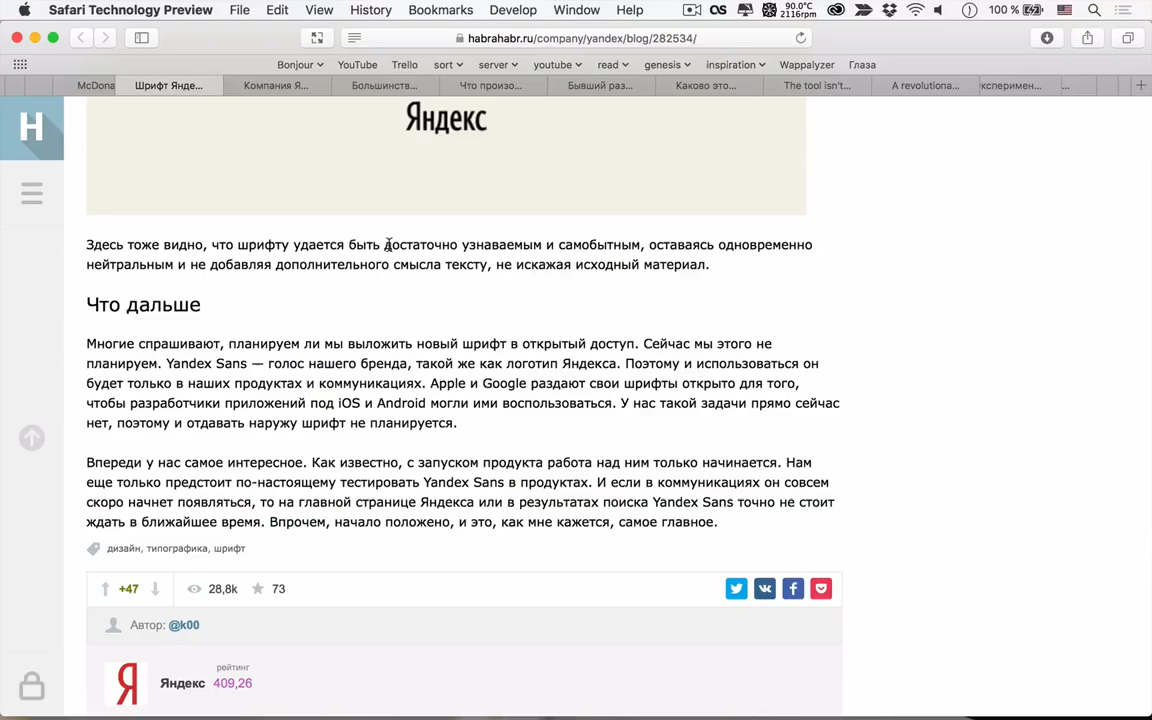 Safari Technology Preview File Edit View History Bookmarks Develop Window Help 90.0°C 2116rpm 100 %
habrahabr.ru/company/yandex/blog/282534/
Bonjour YouTube Trello sort server youtube read genesis inspiration Wappalyzer Глаза
McDona Шрифт Янде... Компания Я... Большинств... Что произо... Бывший раз... Каково это... The tool isn't... A revolutiona... ксперимен... ...
H
Яндекс
Здесь тоже видно, что шрифту удается быть достаточно узнаваемым и самобытным, оставаясь одновременно
нейтральным и не добавляя дополнительного смысла тексту, не искажая исходный материал.
Что дальше
Многие спрашивают, планируем ли мы выложить новый шрифт в открытый доступ. Сейчас мы этого не
планируем. Yandex Sans — голос нашего бренда, такой же как логотип Яндекса. Поэтому и использоваться он
будет только в наших продуктах и коммуникациях. Apple и Google раздают свои шрифты открыто для того,
чтобы разработчики приложений под iOS и Android могли ими воспользоваться. У нас такой задачи прямо сейчас
нет, поэтому и отдавать наружу шрифт не планируется.
Впереди у нас самое интересное. Как известно, с запуском продукта работа над ним только начинается. Нам
еще только предстоит по-настоящему тестировать Yandex Sans в продуктах. И если в коммуникациях он совсем
скоро начнет появляться, то на главной странице Яндекса или в результатах поиска Yandex Sans точно не стоит
ждать в ближайшее время. Впрочем, начало положено, и это, как мне кажется, самое главное.
дизайн, типографика, шрифт
+47 28,8k 73
Автор: @k00
рейтинг
Я Яндекс 409,26